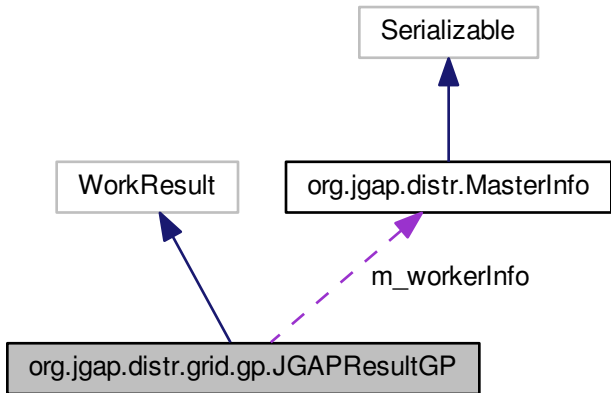 Serializable
WorkResult
org.jgap.distr.MasterInfo
m_workerInfo
org.jgap.distr.grid.gp.JGAPResultGP